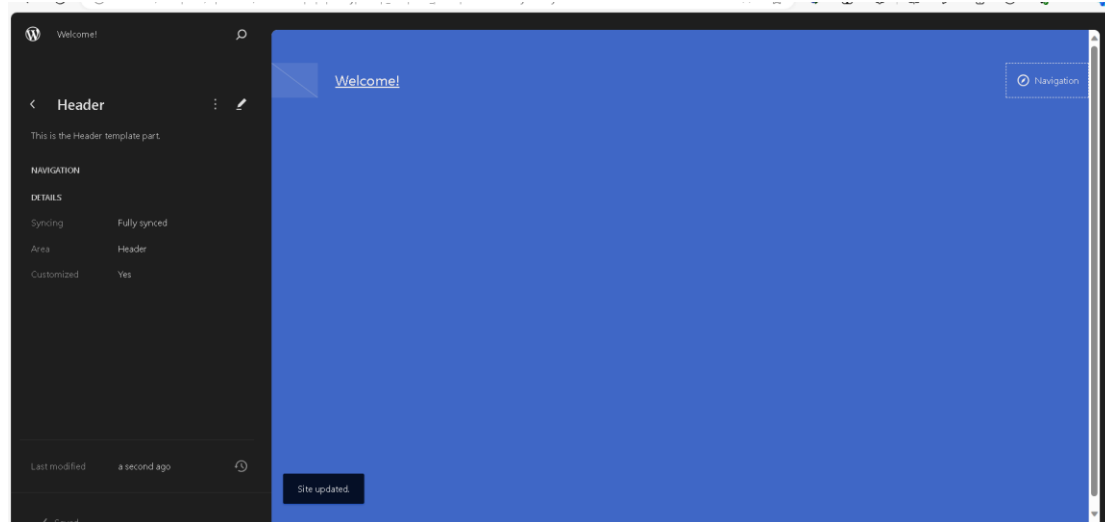 Welcome!
Header
This is the Header template part.
NAVIGATION
DETAILS
Syncing Fully synced
Area Header
Customized Yes
Last modified a second ago
Saved
Welcome!
Navigation
Site updated.